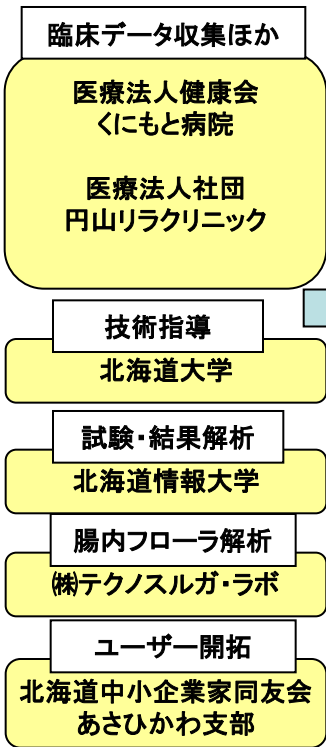 臨床データ収集ほか
医療法人健康会
くにもと病院
医療法人社団
円山リラクリニック
技術指導
北海道大学
試験・結果解析
北海道情報大学
腸内フローラ解析
㈱テクノスルガ・ラボ
ユーザー開拓
北海道中小企業家同友会
あさひかわ支部